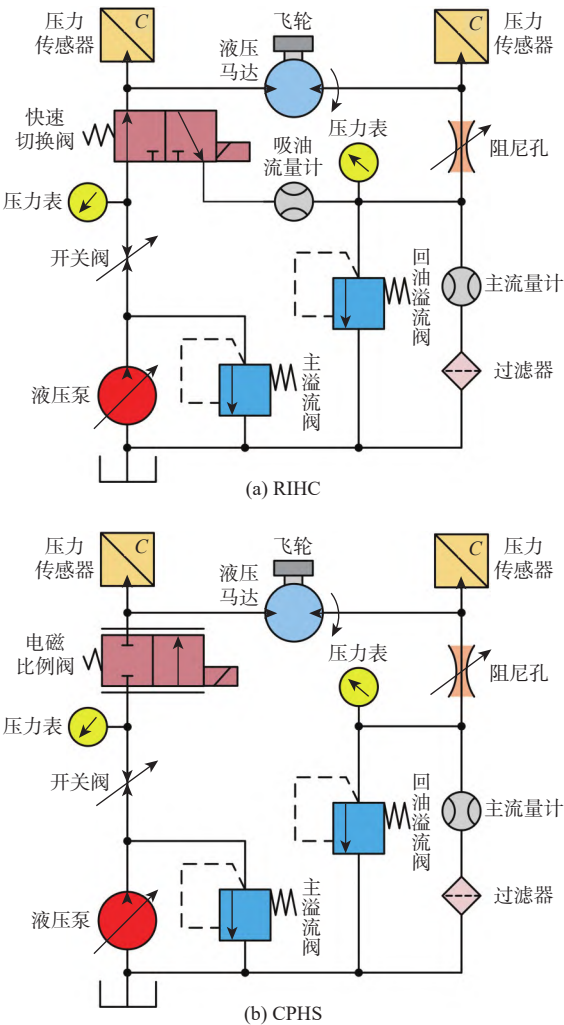 压力
传感器
C
飞轮
液压
马达
C
压力
传感器
快速
切换阀
吸油
流量计
压力表
阻尼孔
压力表
开关阀
回油溢流阀
主流量计
液压泵
主溢流阀
过滤器
(a) RIHC
压力
传感器
C
飞轮
液压
马达
C
压力
传感器
电磁
比例阀
压力表
阻尼孔
压力表
开关阀
回油溢流阀
主流量计
液压泵
主溢流阀
过滤器
(b) CPHS